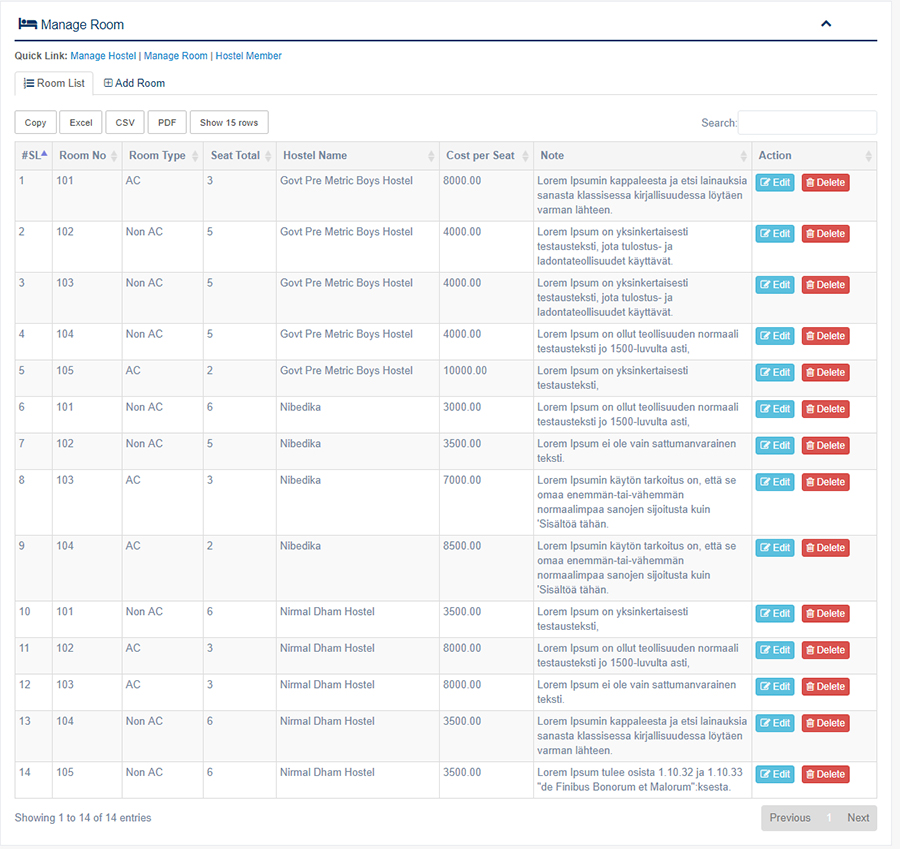 Manage Room
Quick Link: Manage Hostel | Manage Room | Hostel Member
Room List Add Room
Copy Excel CSV PDF Show 15 rows Search:
#SL Room No Room Type Seat Total Hostel Name Cost per Seat Note Action
1 101 AC 3 Govt Pre Metric Boys Hostel 8000.00 Lorem Ipsumin kappaleesta ja etsi lainauksia Edit Delete
sanasta klassisessa kirjallisuudessa löytäen
varman lähteen.
2 102 Non AC 5 Govt Pre Metric Boys Hostel 4000.00 Lorem Ipsum on yksinkertaisesti Edit Delete
testausteksti, jota tulostus- ja
ladontateollisuudet käyttävät.
3 103 Non AC 5 Govt Pre Metric Boys Hostel 4000.00 Lorem Ipsum on yksinkertaisesti Edit Delete
testausteksti, jota tulostus- ja
ladontateollisuudet käyttävät.
4 104 Non AC 5 Govt Pre Metric Boys Hostel 4000.00 Lorem Ipsum on ollut teollisuuden normaali Edit Delete
testausteksti jo 1500-luvulta asti,
5 105 AC 2 Govt Pre Metric Boys Hostel 10000.00 Lorem Ipsum on yksinkertaisesti Edit Delete
testausteksti,
6 101 Non AC 6 Nibedika 3000.00 Lorem Ipsum on ollut teollisuuden normaali Edit Delete
testausteksti jo 1500-luvulta asti,
7 102 Non AC 5 Nibedika 3500.00 Lorem Ipsum ei ole vain sattumanvarainen Edit Delete
teksti.
8 103 AC 3 Nibedika 7000.00 Lorem Ipsumin käytön tarkoitus on, että se Edit Delete
omaa enemmän-tai-vähemmän
normaalimpaa sanojen sijoitusta kuin
'Sisältöä tähän.
9 104 AC 2 Nibedika 8500.00 Lorem Ipsumin käytön tarkoitus on, että se Edit Delete
omaa enemmän-tai-vähemmän
normaalimpaa sanojen sijoitusta kuin
'Sisältöä tähän.
10 101 Non AC 6 Nirmal Dham Hostel 3500.00 Lorem Ipsum on yksinkertaisesti Edit Delete
testausteksti,
11 102 AC 3 Nirmal Dham Hostel 8000.00 Lorem Ipsum on ollut teollisuuden normaali Edit Delete
testausteksti jo 1500-luvulta asti,
12 103 AC 3 Nirmal Dham Hostel 8000.00 Lorem Ipsum ei ole vain sattumanvarainen Edit Delete
teksti.
13 104 Non AC 6 Nirmal Dham Hostel 3500.00 Lorem Ipsumin kappaleesta ja etsi lainauksia Edit Delete
sanasta klassisessa kirjallisuudessa löytäen
varman lähteen.
14 105 Non AC 6 Nirmal Dham Hostel 3500.00 Lorem Ipsum tulee osista 1.10.32 ja 1.10.33 Edit Delete
"de Finibus Bonorum et Malorum":ksesta.
Showing 1 to 14 of 14 entries Previous 1 Next